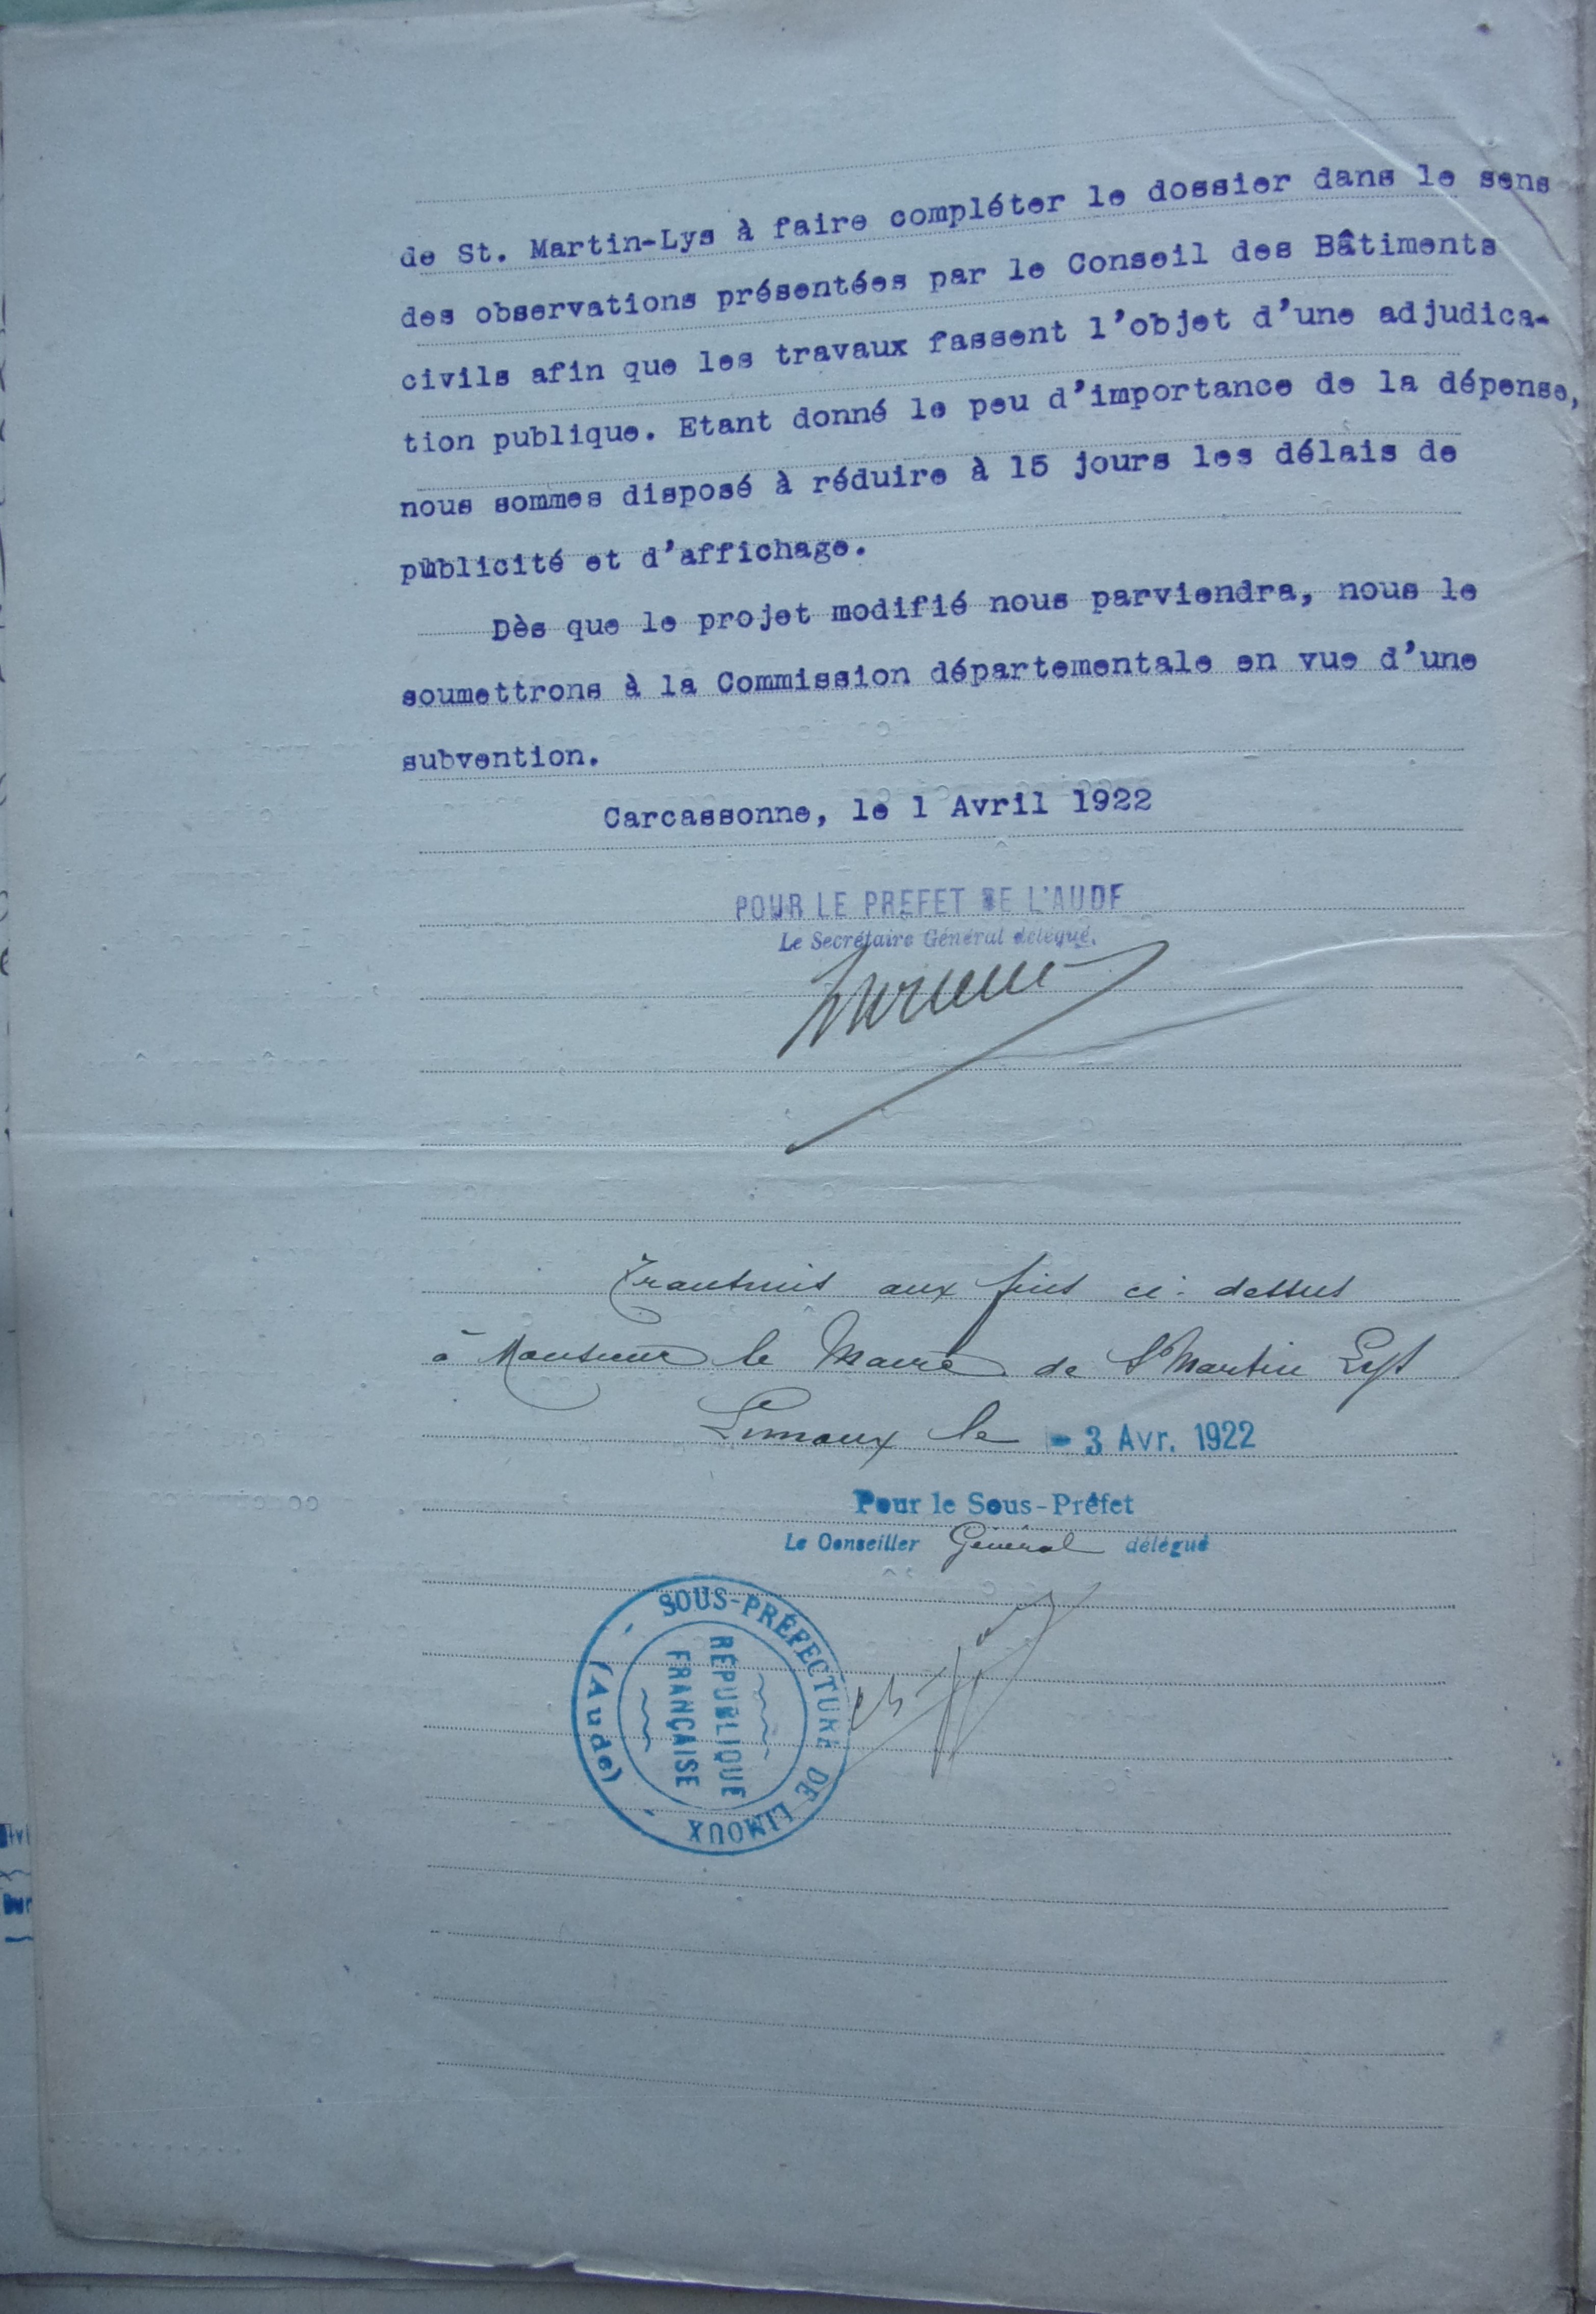 de St. Martin-Lys à faire compléter le dossier dans le sens
des observations présentées par le Conseil des Bâtiments
civils afin que les travaux fassent l'objet d'une adjudica-
tion publique. Etant donné le peu d'importance de la dépense,
nous sommes disposé à réduire à 15 jours les délais de
publicité et d'affichage.
Dès que le projet modifié nous parviendra, nous le
soumettrons à la Commission départementale en vue d'une
subvention.
Carcassonne, le 1 Avril 1922
POUR LE PREFET DE L'AUDE
Le Secrétaire Général délégué.
Transmis aux fins ci-dessus
à Monsieur le Maire de St Martin Lys
Limoux le - 3 Avr. 1922
Pour le Sous-Préfet
Le Conseiller Général délégué
SOUS-PRÉFECTURE DE LIMOUX
RÉPUBLIQUE
FRANÇAISE
(Aude)